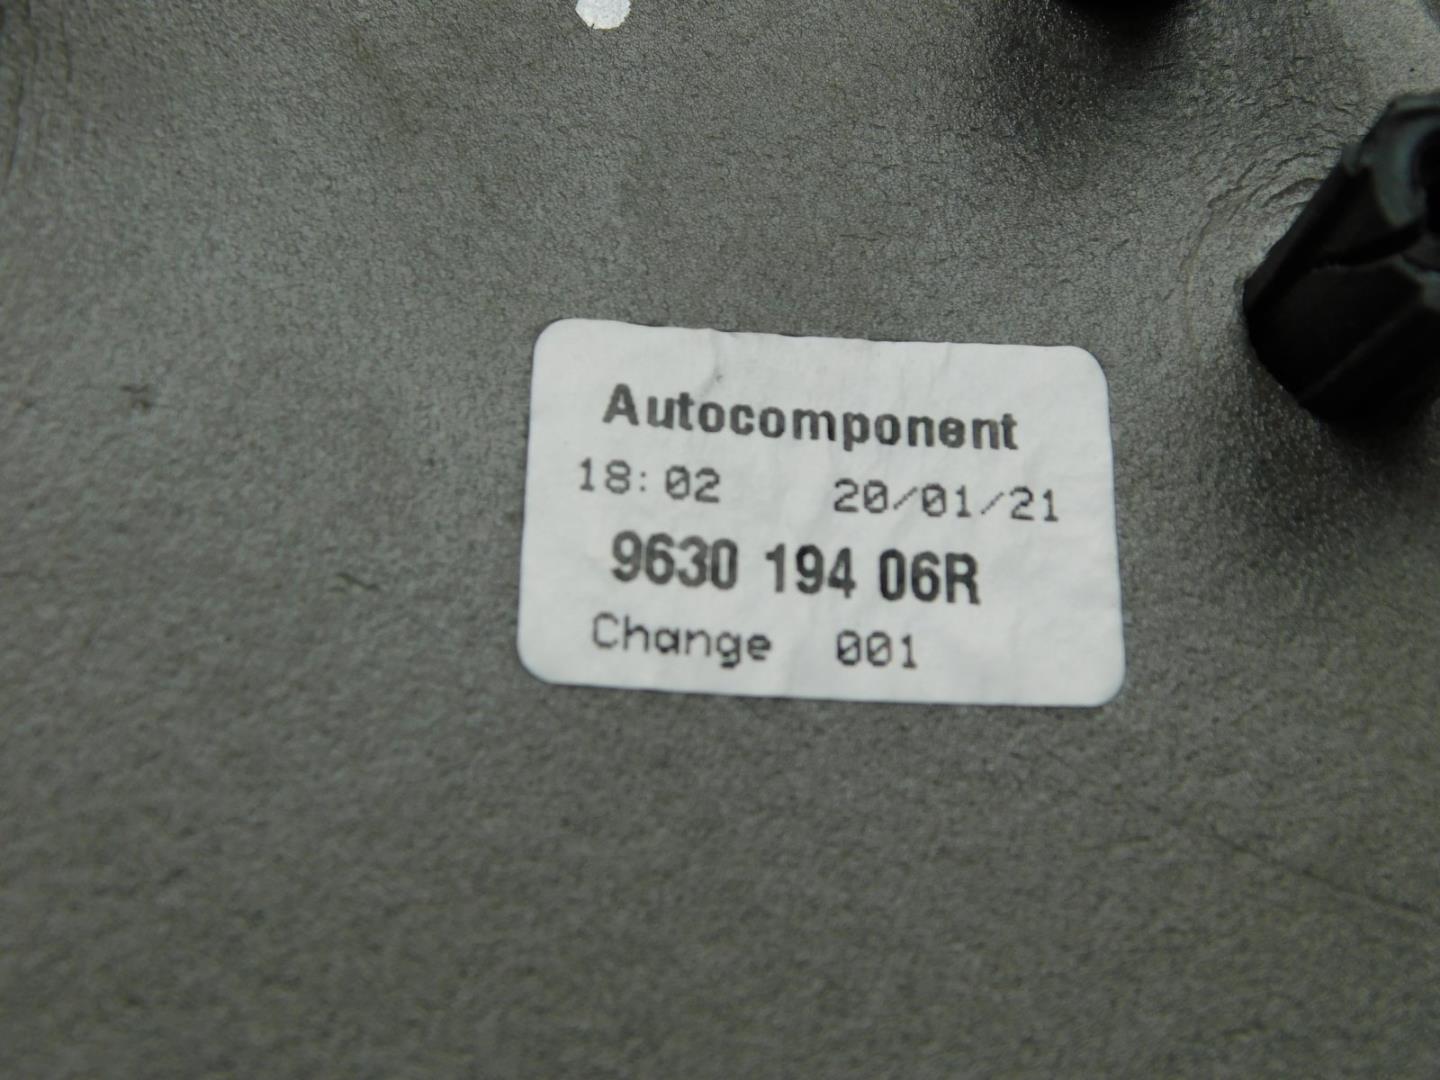 Autocomponent
18:02 20/01/21
9630 194 06R
Change 001